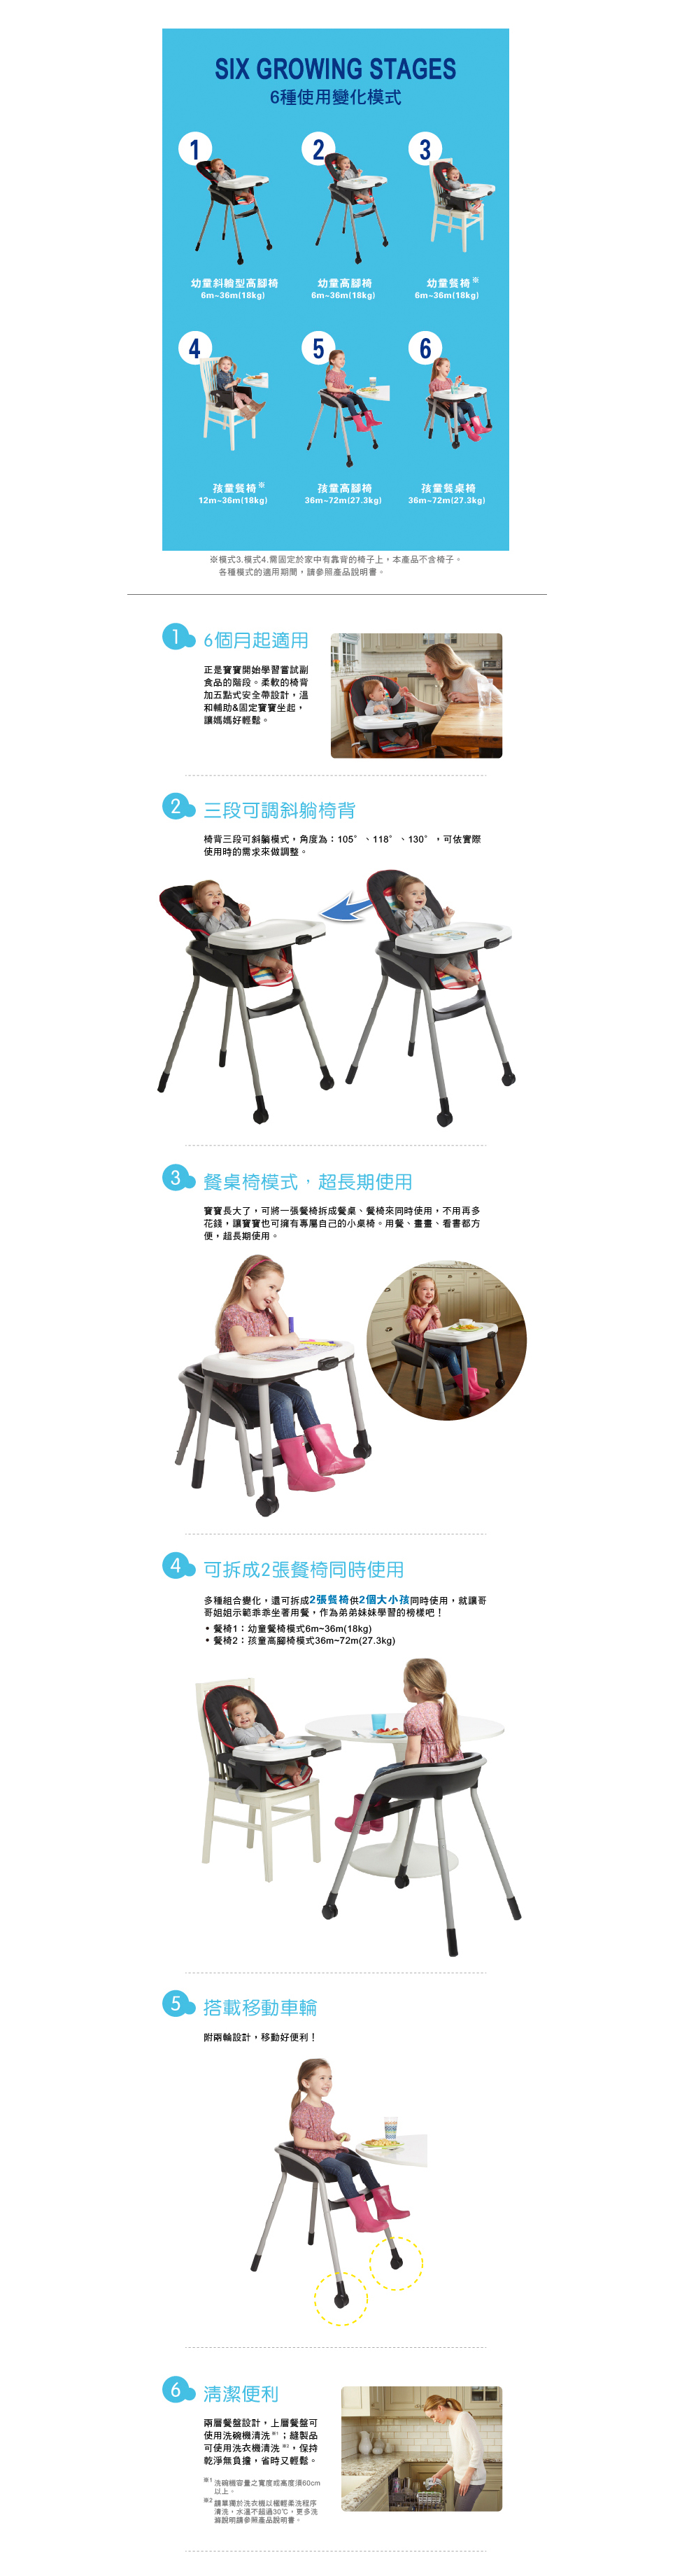 SIX GROWING STAGES
6種使用變化模式
1
2
3
幼童斜躺型高腳椅
6m~36m(18kg)
幼童高腳椅
6m~36m(18kg)
幼童餐椅※
6m~36m(18kg)
4
5
6
孩童餐椅※
12m~36m(18kg)
孩童高腳椅
36m~72m(27.3kg)
孩童餐桌椅
36m~72m(27.3kg)
※模式3.模式4.需固定於家中有靠背的椅子上，本產品不含椅子。
各種模式的適用期間，請參照產品說明書。
1 6個月起適用
正是寶寶開始學習嘗試副
食品的階段。柔軟的椅背
加五點式安全帶設計，溫
和輔助&固定寶寶坐起，
讓媽媽好輕鬆。
2 三段可調斜躺椅背
椅背三段可斜躺模式，角度為：105°、118°、130°，可依實際
使用時的需求來做調整。
3 餐桌椅模式，超長期使用
寶寶長大了，可將一張餐椅拆成餐桌、餐椅來同時使用，不用再多
花錢，讓寶寶也可擁有專屬自己的小桌椅。用餐、畫畫、看書都方
便，超長期使用。
4 可拆成2張餐椅同時使用
多種組合變化，還可拆成2張餐椅供2個大小孩同時使用，就讓哥
哥姐姐示範乖乖坐著用餐，作為弟弟妹妹學習的榜樣吧！
• 餐椅1：幼童餐椅模式6m~36m(18kg)
• 餐椅2：孩童高腳椅模式36m~72m(27.3kg)
5 搭載移動車輪
附兩輪設計，移動好便利！
6 清潔便利
兩層餐盤設計，上層餐盤可
使用洗碗機清洗※1；縫製品
可使用洗衣機清洗※2，保持
乾淨無負擔，省時又輕鬆。
※1 洗碗機容量之寬度或高度須60cm
以上。
※2 請單獨於洗衣機以極輕柔洗程序
清洗，水溫不超過30℃，更多洗
滌說明請參照產品說明書。